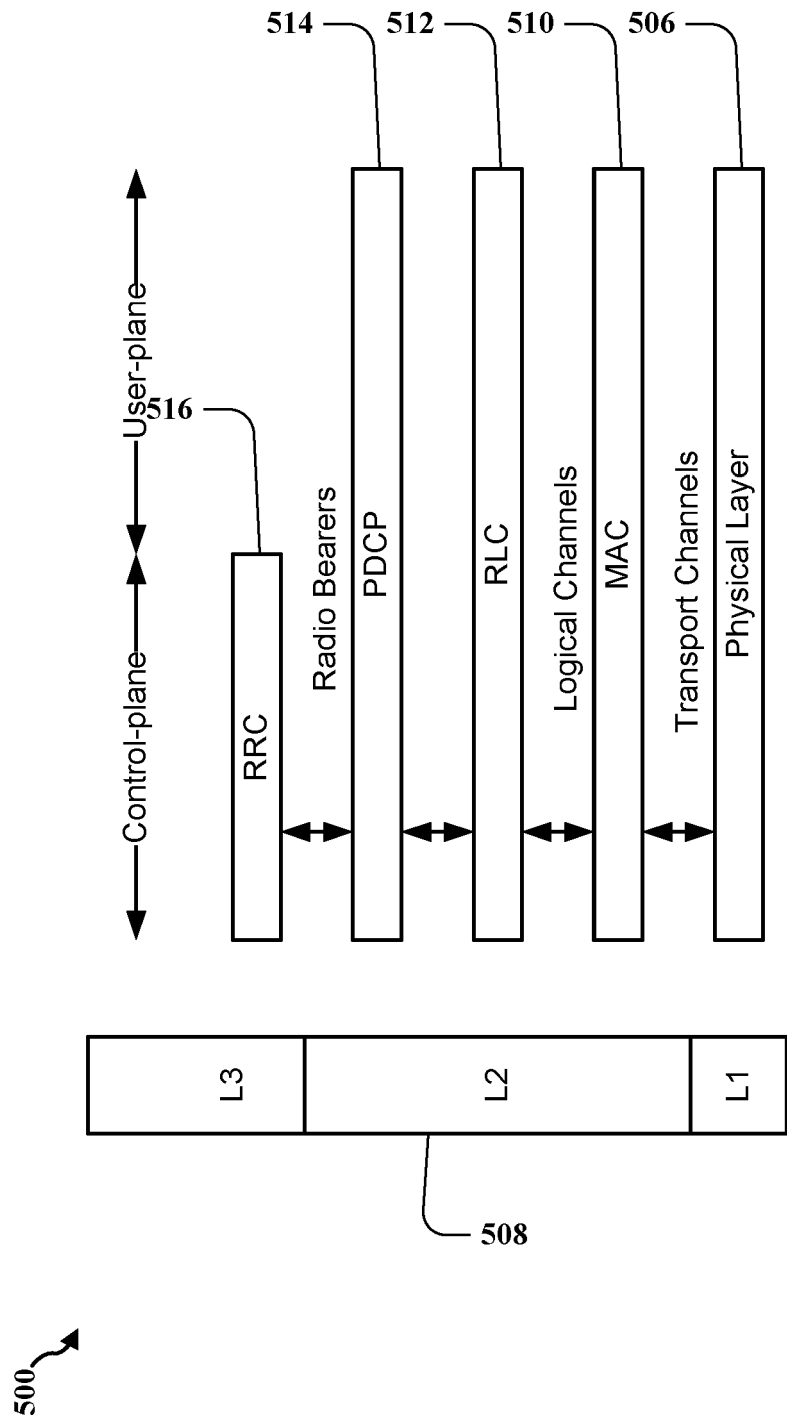 500
Control-plane
User-plane
L3
RRC
516
Radio Bearers
L2
508
PDCP
514
RLC
512
Logical Channels
MAC
510
Transport Channels
L1
Physical Layer
506